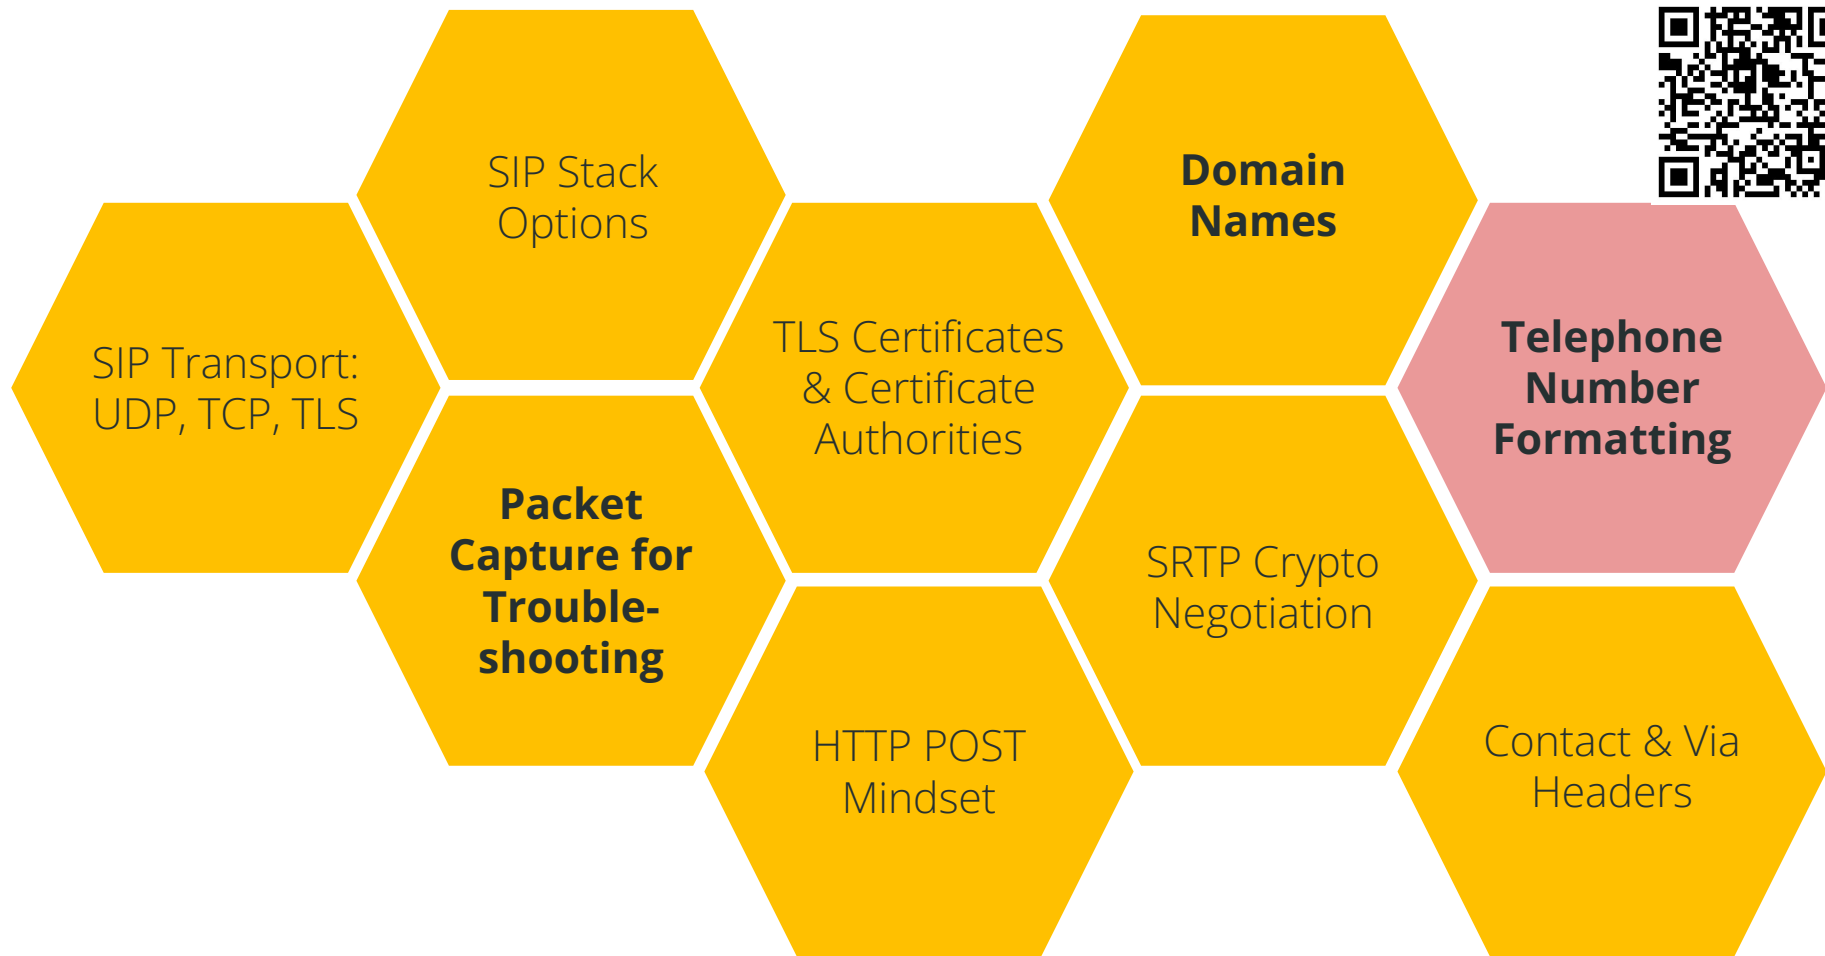 SIP Transport:
UDP, TCP, TLS
SIP Stack
Options
Packet
Capture for
Trouble-
shooting
TLS Certificates
& Certificate
Authorities
HTTP POST
Mindset
Domain
Names
SRTP Crypto
Negotiation
Telephone
Number
Formatting
Contact & Via
Headers